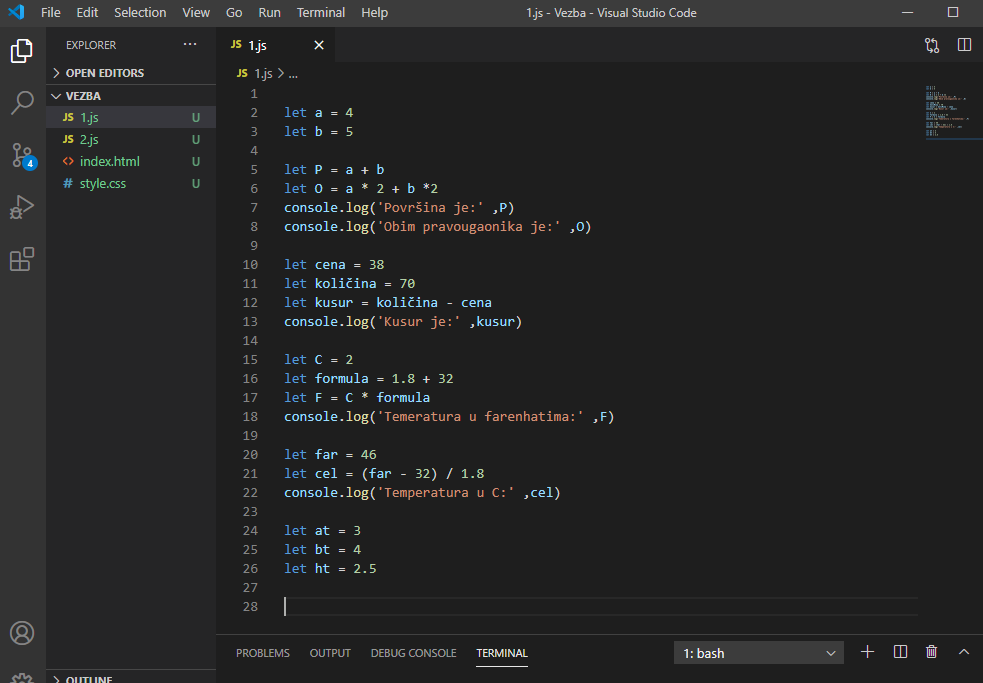 File Edit Selection View Go Run Terminal Help 1.js - Vezba - Visual Studio Code
EXPLORER ...
OPEN EDITORS
VEZBA
JS 1.js U
JS 2.js U
<> index.html U
# style.css U
4
OUTLINE
JS 1.js
JS 1.js > ...
1
2 let a = 4
3 let b = 5
4
5 let P = a + b
6 let O = a * 2 + b *2
7 console.log('Površina je:' ,P)
8 console.log('Obim pravougaonika je:' ,O)
9
10 let cena = 38
11 let količina = 70
12 let kusur = količina - cena
13 console.log('Kusur je:' ,kusur)
14
15 let C = 2
16 let formula = 1.8 + 32
17 let F = C * formula
18 console.log('Temeratura u farenhatima:' ,F)
19
20 let far = 46
21 let cel = (far - 32) / 1.8
22 console.log('Temperatura u C:' ,cel)
23
24 let at = 3
25 let bt = 4
26 let ht = 2.5
27
28
PROBLEMS OUTPUT DEBUG CONSOLE TERMINAL 1: bash